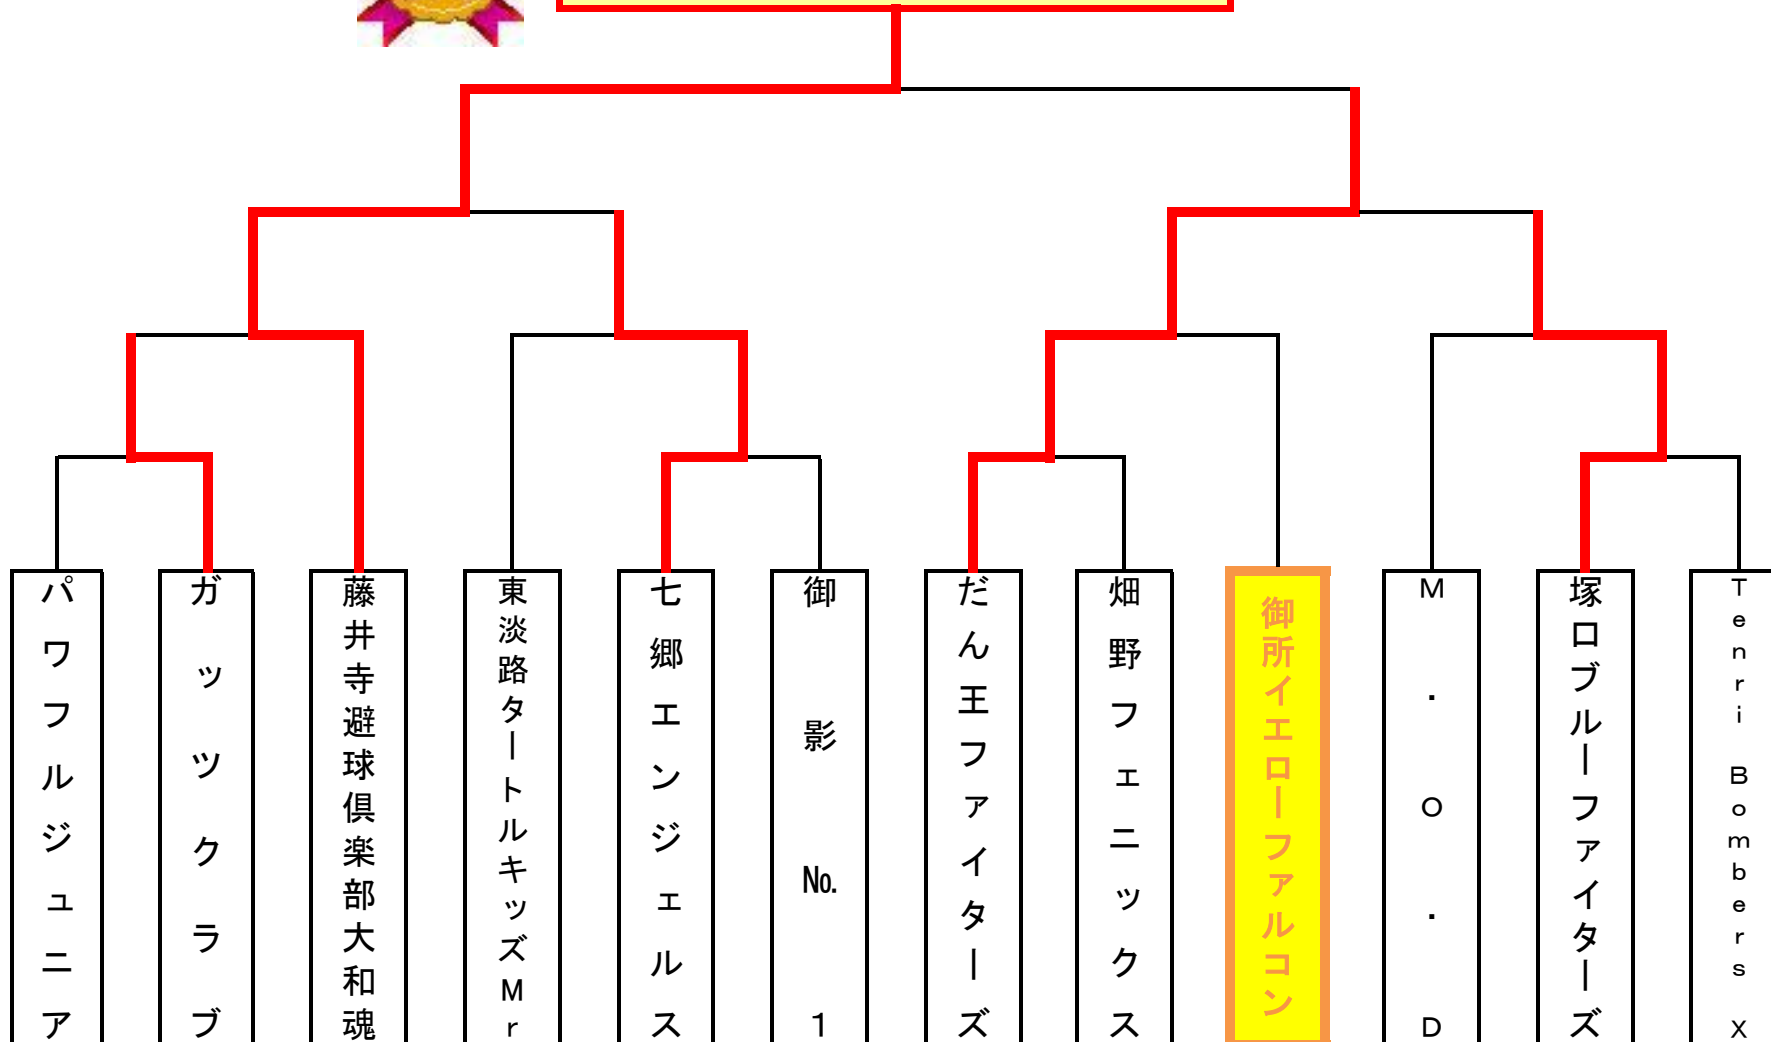 パワフルジュニア
ガッツクラブ
藤井寺避球倶楽部大和魂
東淡路タートルキッズMr
七郷エンジェルス
御影№1
だん王ファイターズ
畑野フェニックス
御所イエローファルコン
M.O.D
塚口ブルーファイターズ
Tenri Bombers X